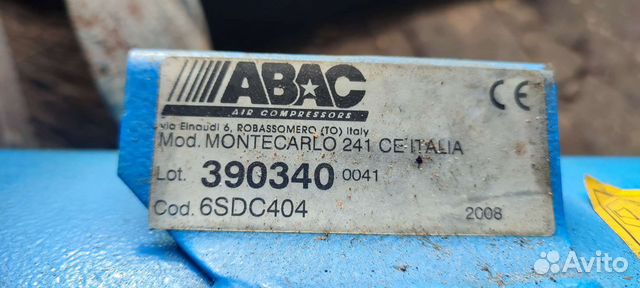 ABAC
AIR COMPRESSORS
via Einaudi 6, ROBASSOMERO (TO) Italy
Mod. MONTECARLO 241 CE ITALIA
Lot. 390340 0041
Cod. 6SDC404
2008
CE
Avito